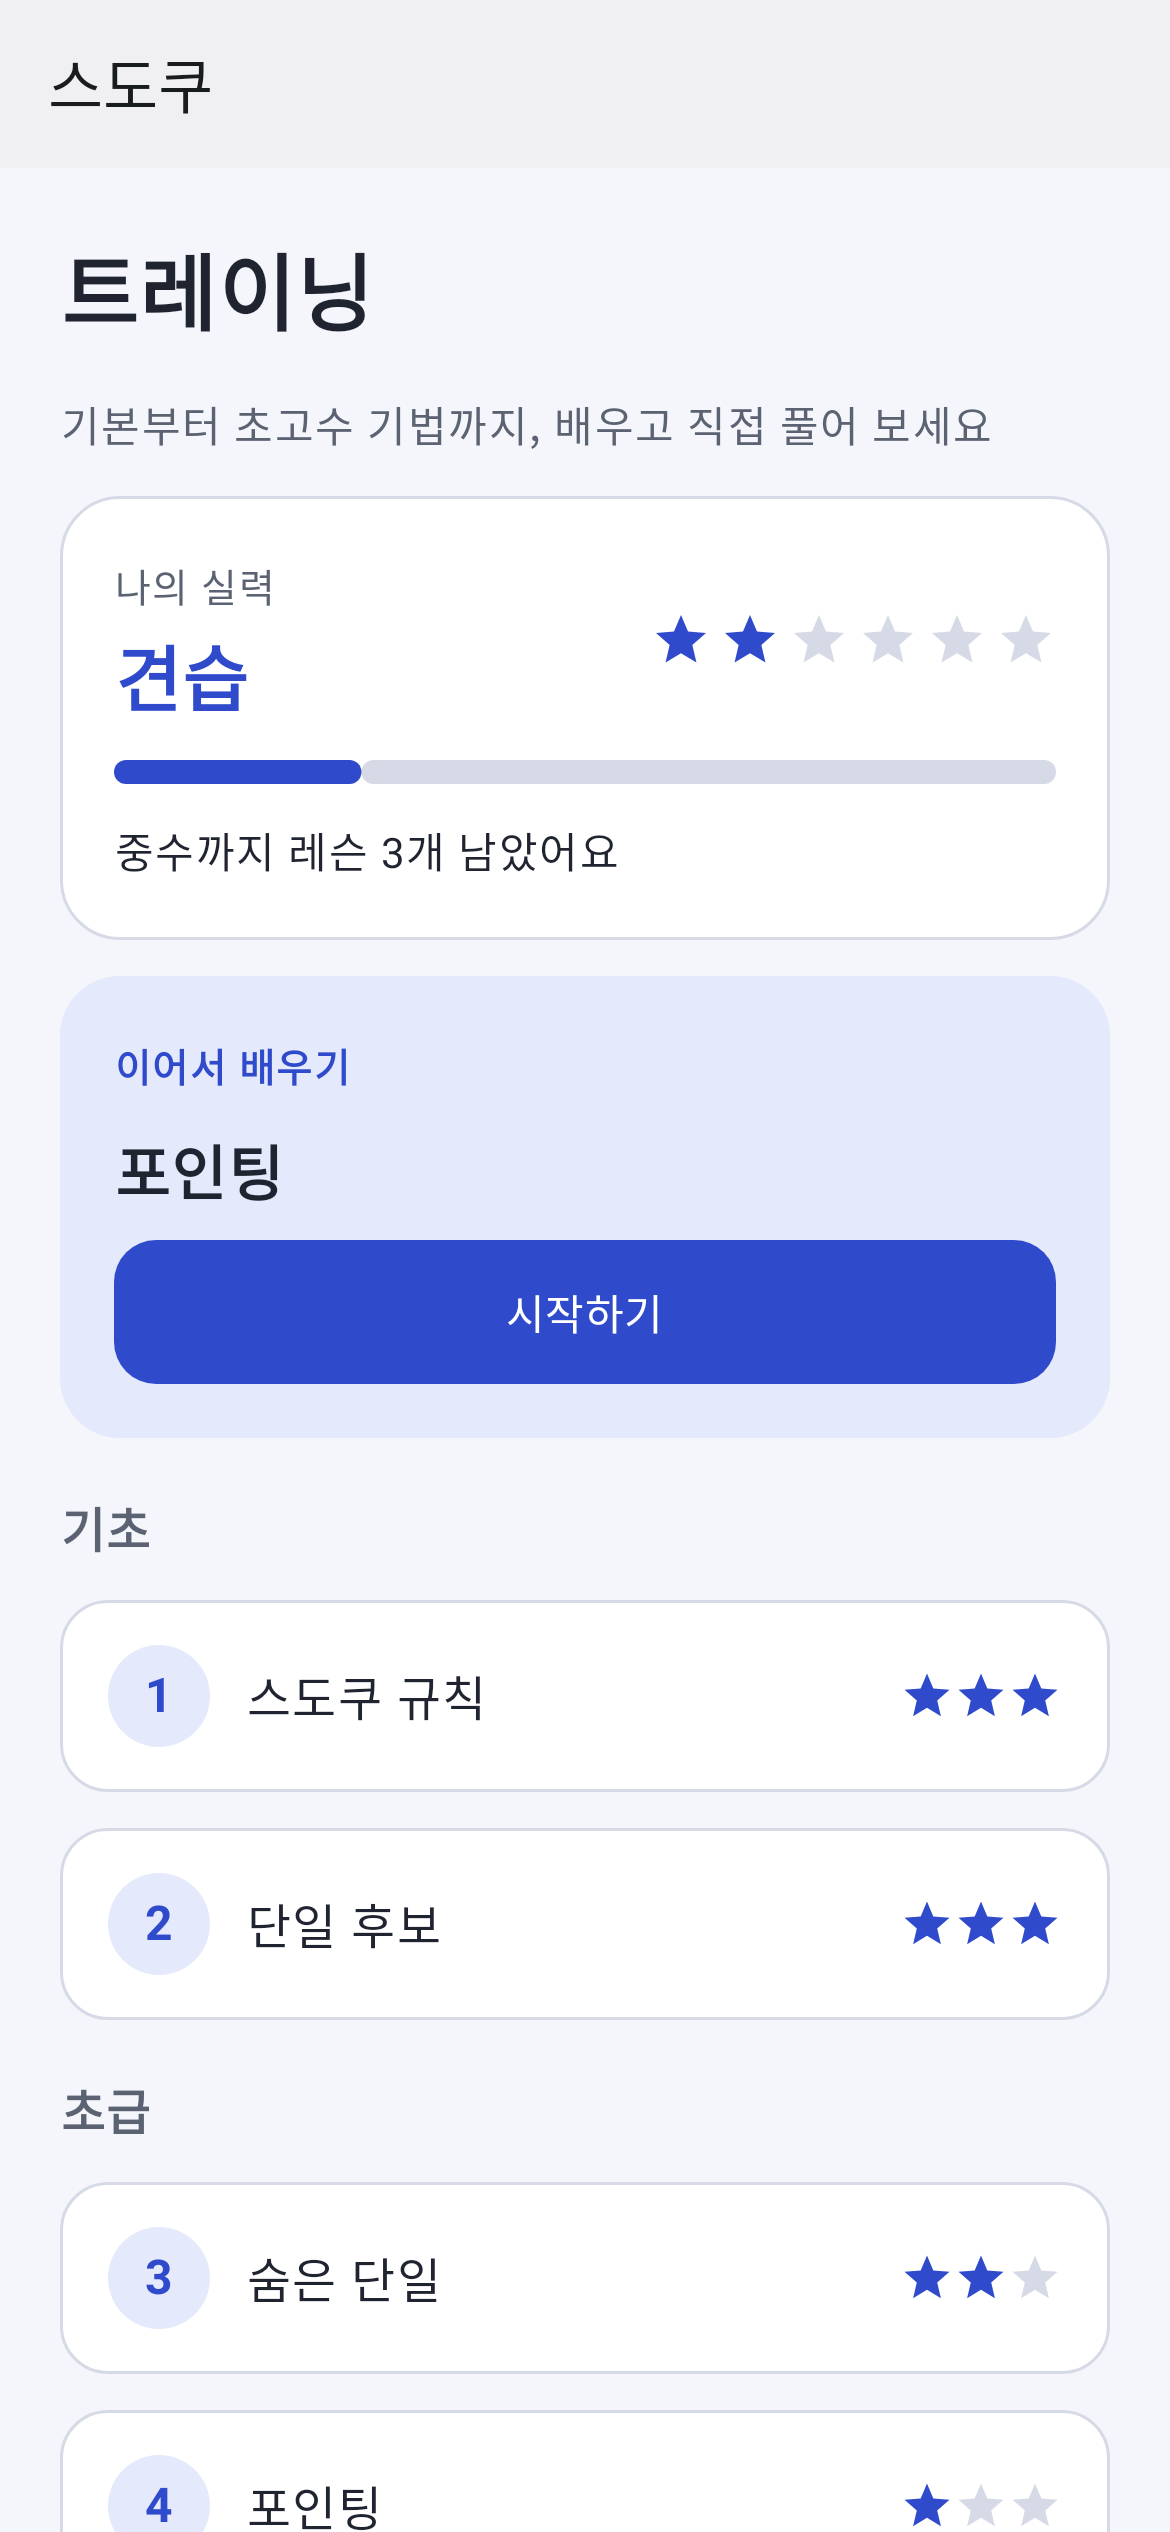 스도쿠
트레이닝
기본부터 초고수 기법까지, 배우고 직접 풀어 보세요
나의 실력
견습
중수까지 레슨 3개 남았어요
이어서 배우기
포인팅
시작하기
기초
1 스도쿠 규칙
2 단일 후보
초급
3 숨은 단일
4 포인팅